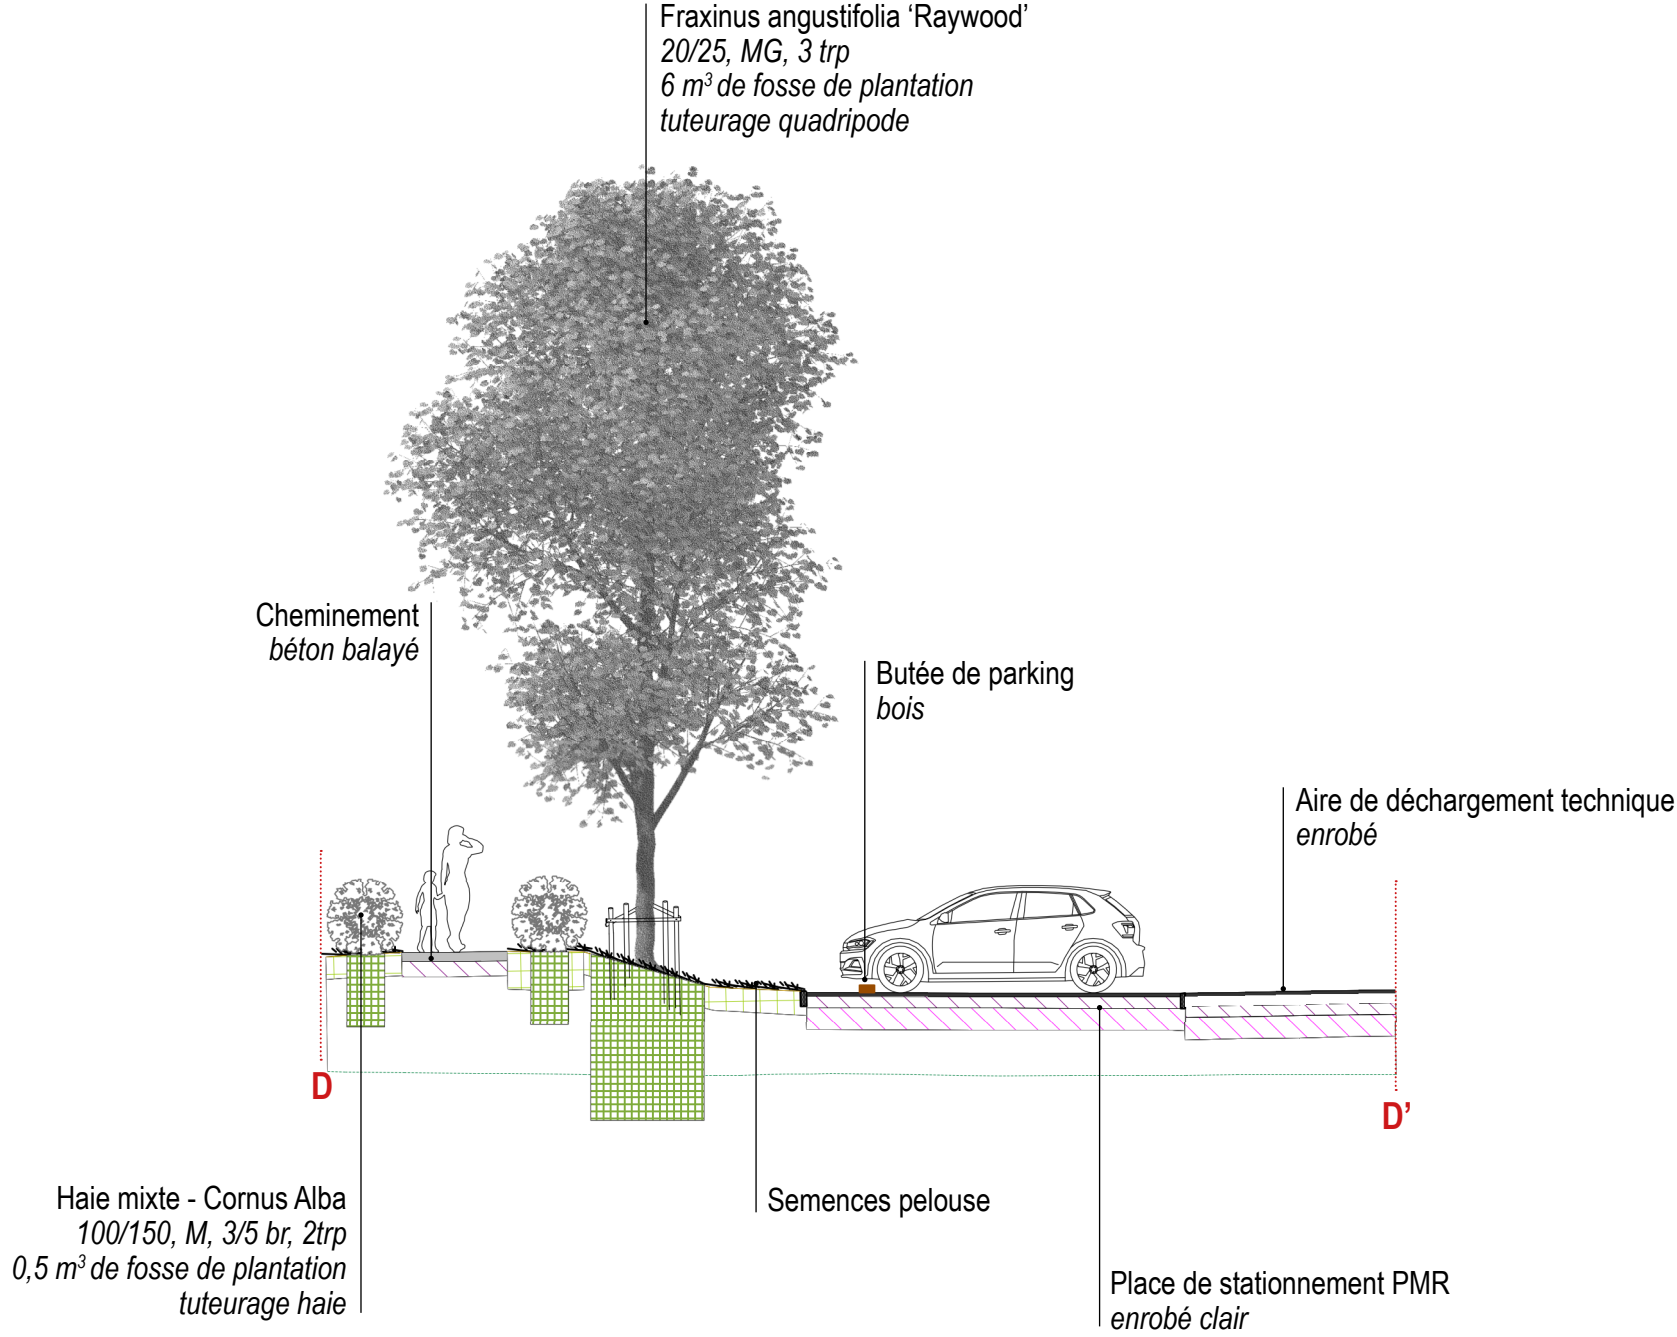 Fraxinus angustifolia ‘Raywood’
20/25, MG, 3 trp
6 m³ de fosse de plantation
tuteurage quadripode
Cheminement
béton balayé
Butée de parking
bois
Aire de déchargement technique
enrobé
D
D’
Haie mixte - Cornus Alba
100/150, M, 3/5 br, 2trp
0,5 m³ de fosse de plantation
tuteurage haie
Semences pelouse
Place de stationnement PMR
enrobé clair